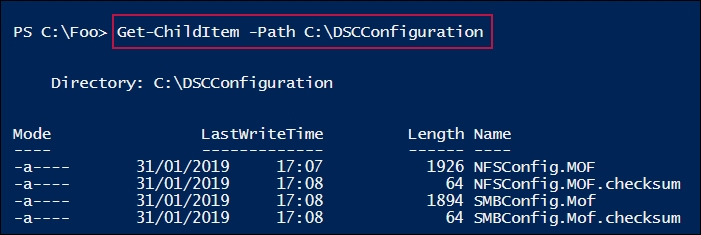 PS C:\Foo> Get-ChildItem -Path C:\DSCConfiguration
Directory: C:\DSCConfiguration
Mode LastWriteTime Length Name
---- ------------- ------ ----
-a---- 31/01/2019 17:07 1926 NFSConfig.MOF
-a---- 31/01/2019 17:08 64 NFSConfig.MOF.checksum
-a---- 31/01/2019 17:08 1894 SMBConfig.Mof
-a---- 31/01/2019 17:08 64 SMBConfig.Mof.checksum